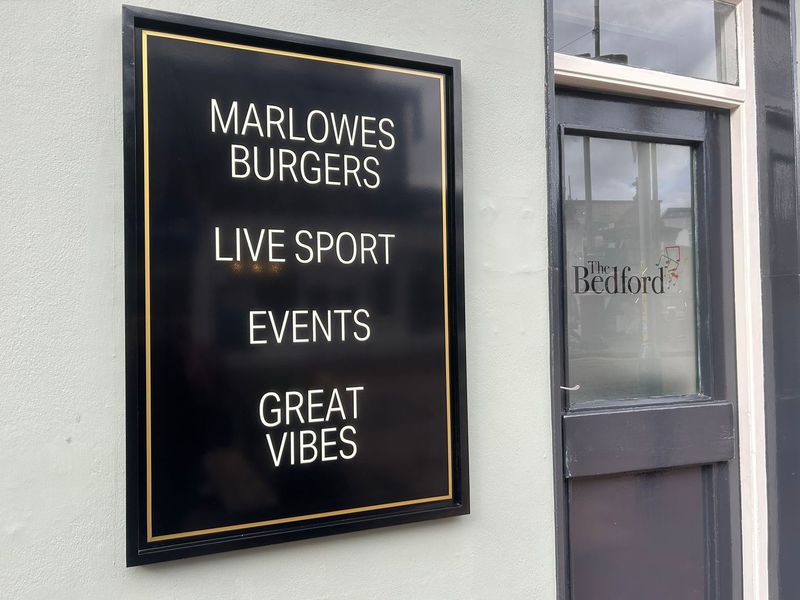 MARLOWES
BURGERS
LIVE SPORT
EVENTS
GREAT
VIBES
The
Bedford